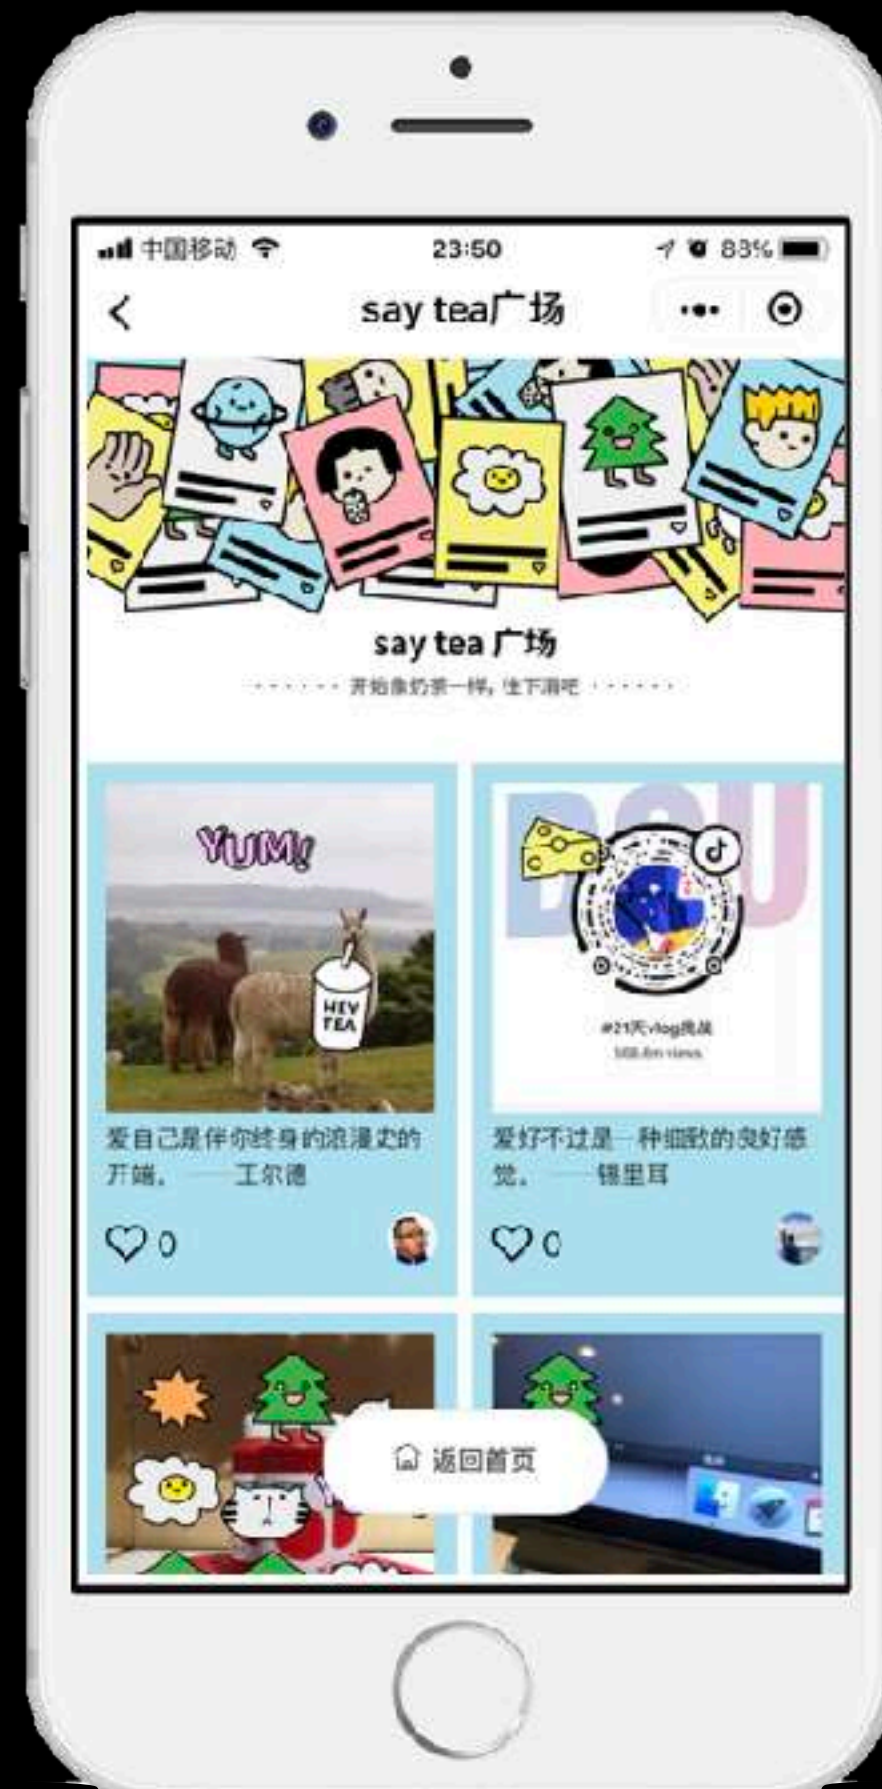 中国移动 23:50 88%
say tea广场
say tea 广场
开始像奶茶一样，往下滑吧
YUM!
HEY
TEA
#21天vlog挑战
views
爱自己是伴你终身的浪漫史的
开端。 ——王尔德
爱好不过是一种细致的良好感
觉。 ——锡里耳
0
0
返回首页